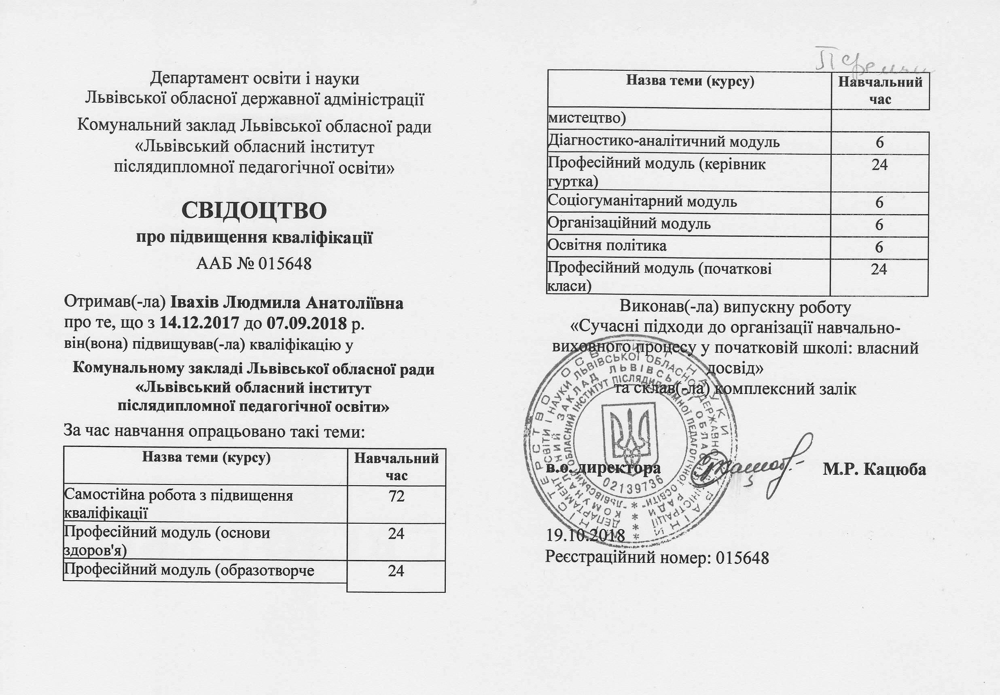 Департамент освіти і науки
Львівської обласної державної адміністрації
Комунальний заклад Львівської обласної ради
«Львівський обласний інститут
післядипломної педагогічної освіти»
СВІДОЦТВО
про підвищення кваліфікації
ААБ № 015648
Отримав(-ла) Івахів Людмила Анатоліївна
про те, що з 14.12.2017 до 07.09.2018 р.
він(вона) підвищував(-ла) кваліфікацію у
Комунальному закладі Львівської обласної ради
«Львівський обласний інститут
післядипломної педагогічної освіти»
За час навчання опрацьовано такі теми:
Назва теми (курсу) Навчальний
час
Самостійна робота з підвищення 72
кваліфікації
Професійний модуль (основи 24
здоров'я)
Професійний модуль (образотворче 24
Назва теми (курсу) Навчальний
час
мистецтво)
Діагностико-аналітичний модуль 6
Професійний модуль (керівник 24
гуртка)
Соціогуманітарний модуль 6
Організаційний модуль 6
Освітня політика 6
Професійний модуль (початкові 24
класи)
Виконав(-ла) випускну роботу
«Сучасні підходи до організації навчально-
виховного процесу у початковій школі: власний
досвід»
та склав(-ла) комплексний залік
МІНІСТЕРСТВО ОСВІТИ І НАУКИ УКРАЇНИ
ДЕПАРТАМЕНТ ОСВІТИ І НАУКИ ЛЬВІВСЬКОЇ ОБЛАСНОЇ ДЕРЖАВНОЇ АДМІНІСТРАЦІЇ
КОМУНАЛЬНИЙ ЗАКЛАД ЛЬВІВСЬКОЇ ОБЛАСНОЇ РАДИ
"ЛЬВІВСЬКИЙ ОБЛАСНИЙ ІНСТИТУТ ПІСЛЯДИПЛОМНОЇ ПЕДАГОГІЧНОЇ ОСВІТИ"
02139736
в.о. директора М.Р. Кацюба
19.10.2018
Реєстраційний номер: 015648